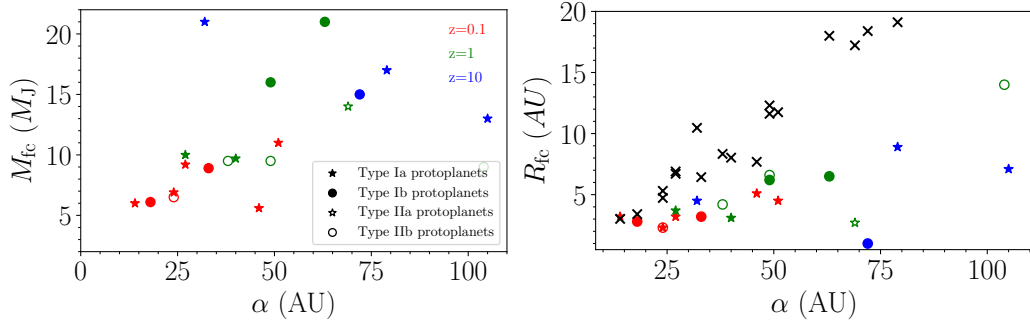 20
15
10
5
M_fc (M_J)
z=0.1
z=1
z=10
Type Ia protoplanets
Type Ib protoplanets
Type IIa protoplanets
Type IIb protoplanets
0 25 50 75 100
α (AU)
20
15
10
5
R_fc (AU)
25 50 75 100
α (AU)